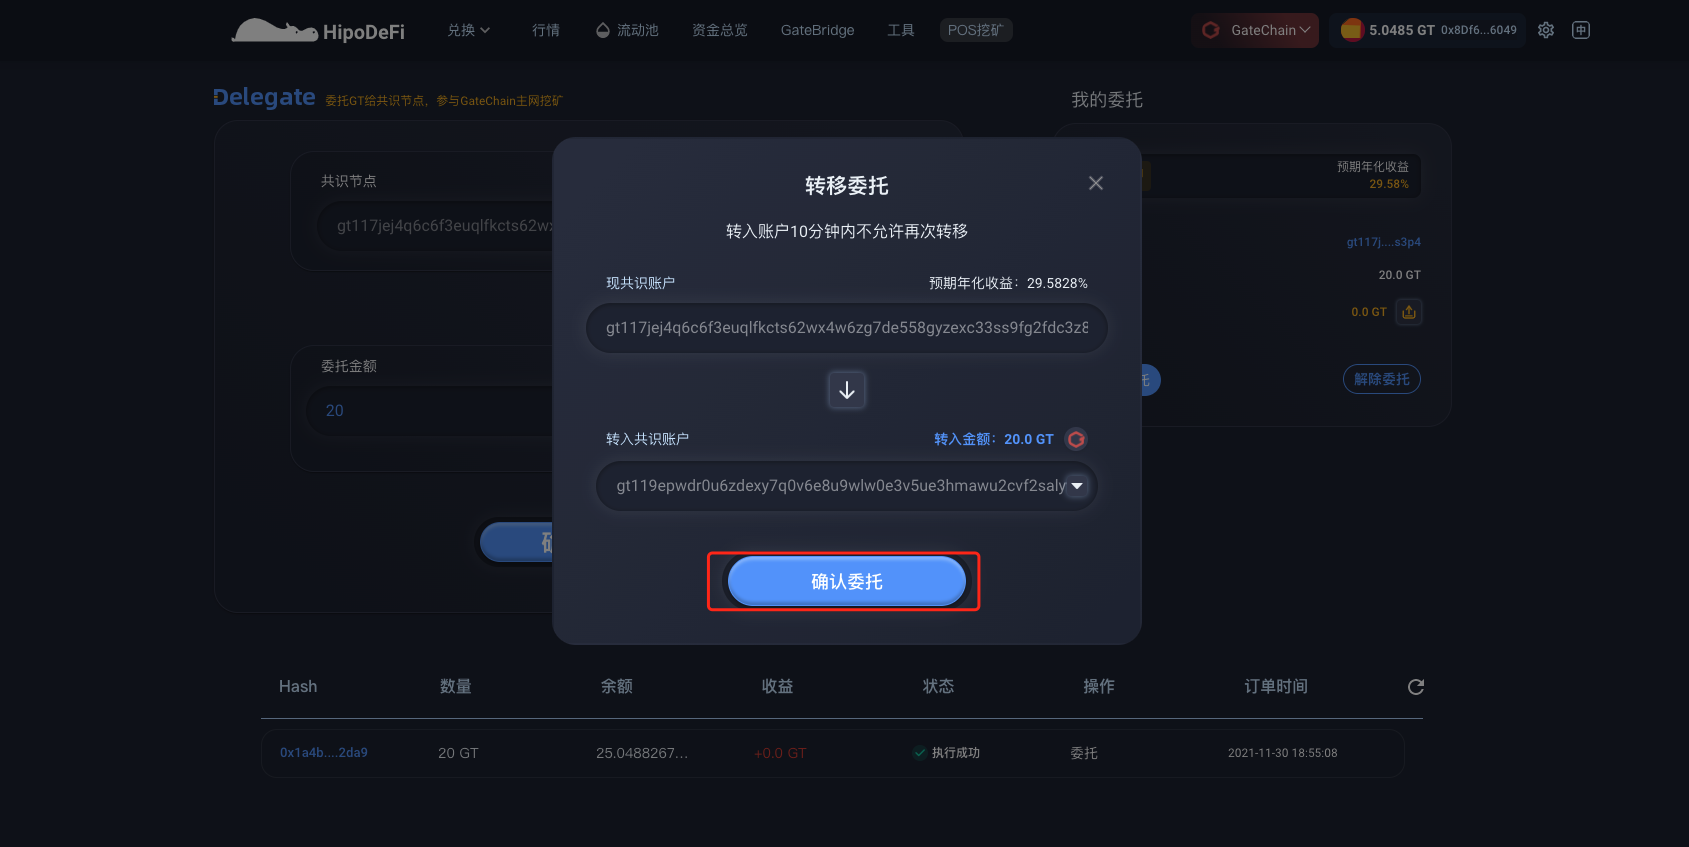 HipoDeFi 兑换 行情 流动池 资金总览 GateBridge 工具 POS挖矿 GateChain 5.0485 GT 0x8Df6...6049 中
Delegate 委托GT给共识节点，参与GateChain主网挖矿 我的委托
共识节点
gt117jej4q6c6f3euqlfkcts62wx
委托金额
20
预期年化收益
29.58%
gt117j....s3p4
20.0 GT
0.0 GT
解除委托
转移委托
转入账户10分钟内不允许再次转移
现共识账户 预期年化收益：29.5828%
gt117jej4q6c6f3euqlfkcts62wx4w6zg7de558gyzexc33ss9fg2fdc3z8
转入共识账户 转入金额：20.0 GT
gt119epwdr0u6zdexy7q0v6e8u9wlw0e3v5ue3hmawu2cvf2saly
确认委托
Hash 数量 余额 收益 状态 操作 订单时间
0x1a4b....2da9 20 GT 25.0488267... +0.0 GT 执行成功 委托 2021-11-30 18:55:08